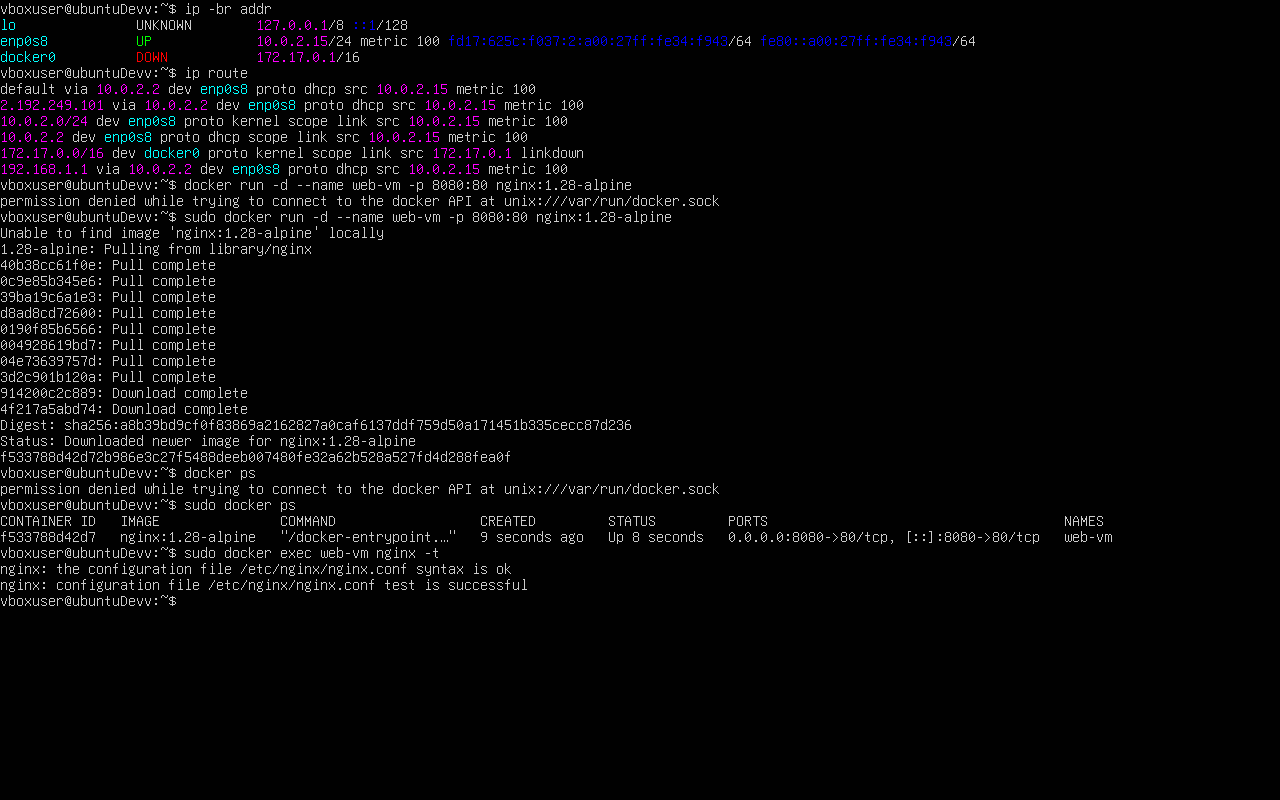 vboxuser@ubuntuDevv:~$ ip -br addr
lo               UNKNOWN        127.0.0.1/8 ::1/128
enp0s8           UP             10.0.2.15/24 metric 100 fd17:625c:f037:2:a00:27ff:fe34:f943/64 fe80::a00:27ff:fe34:f943/64
docker0          DOWN           172.17.0.1/16
vboxuser@ubuntuDevv:~$ ip route
default via 10.0.2.2 dev enp0s8 proto dhcp src 10.0.2.15 metric 100
2.192.249.101 via 10.0.2.2 dev enp0s8 proto dhcp src 10.0.2.15 metric 100
10.0.2.0/24 dev enp0s8 proto kernel scope link src 10.0.2.15 metric 100
10.0.2.2 dev enp0s8 proto dhcp scope link src 10.0.2.15 metric 100
172.17.0.0/16 dev docker0 proto kernel scope link src 172.17.0.1 linkdown
192.168.1.1 via 10.0.2.2 dev enp0s8 proto dhcp src 10.0.2.15 metric 100
vboxuser@ubuntuDevv:~$ docker run -d --name web-vm -p 8080:80 nginx:1.28-alpine
permission denied while trying to connect to the docker API at unix:///var/run/docker.sock
vboxuser@ubuntuDevv:~$ sudo docker run -d --name web-vm -p 8080:80 nginx:1.28-alpine
Unable to find image 'nginx:1.28-alpine' locally
1.28-alpine: Pulling from library/nginx
40b38cc61f0e: Pull complete
0c9e85b345e6: Pull complete
39ba19c6a1e3: Pull complete
d8ad8cd72600: Pull complete
0190f85b6566: Pull complete
004928619bd7: Pull complete
04e73639757d: Pull complete
3d2c901b120a: Pull complete
914200c2c889: Download complete
4f217a5abd74: Download complete
Digest: sha256:a8b39bd9cf0f83869a2162827a0caf6137ddf759d50a171451b335cecc87d236
Status: Downloaded newer image for nginx:1.28-alpine
f533788d42d72b986e3c27f5488deeb007480fe32a62b528a527fd4d288fea0f
vboxuser@ubuntuDevv:~$ docker ps
permission denied while trying to connect to the docker API at unix:///var/run/docker.sock
vboxuser@ubuntuDevv:~$ sudo docker ps
CONTAINER ID   IMAGE               COMMAND                  CREATED         STATUS         PORTS                                     NAMES
f533788d42d7   nginx:1.28-alpine   "/docker-entrypoint.…"   9 seconds ago   Up 8 seconds   0.0.0.0:8080->80/tcp, [::]:8080->80/tcp   web-vm
vboxuser@ubuntuDevv:~$ sudo docker exec web-vm nginx -t
nginx: the configuration file /etc/nginx/nginx.conf syntax is ok
nginx: configuration file /etc/nginx/nginx.conf test is successful
vboxuser@ubuntuDevv:~$